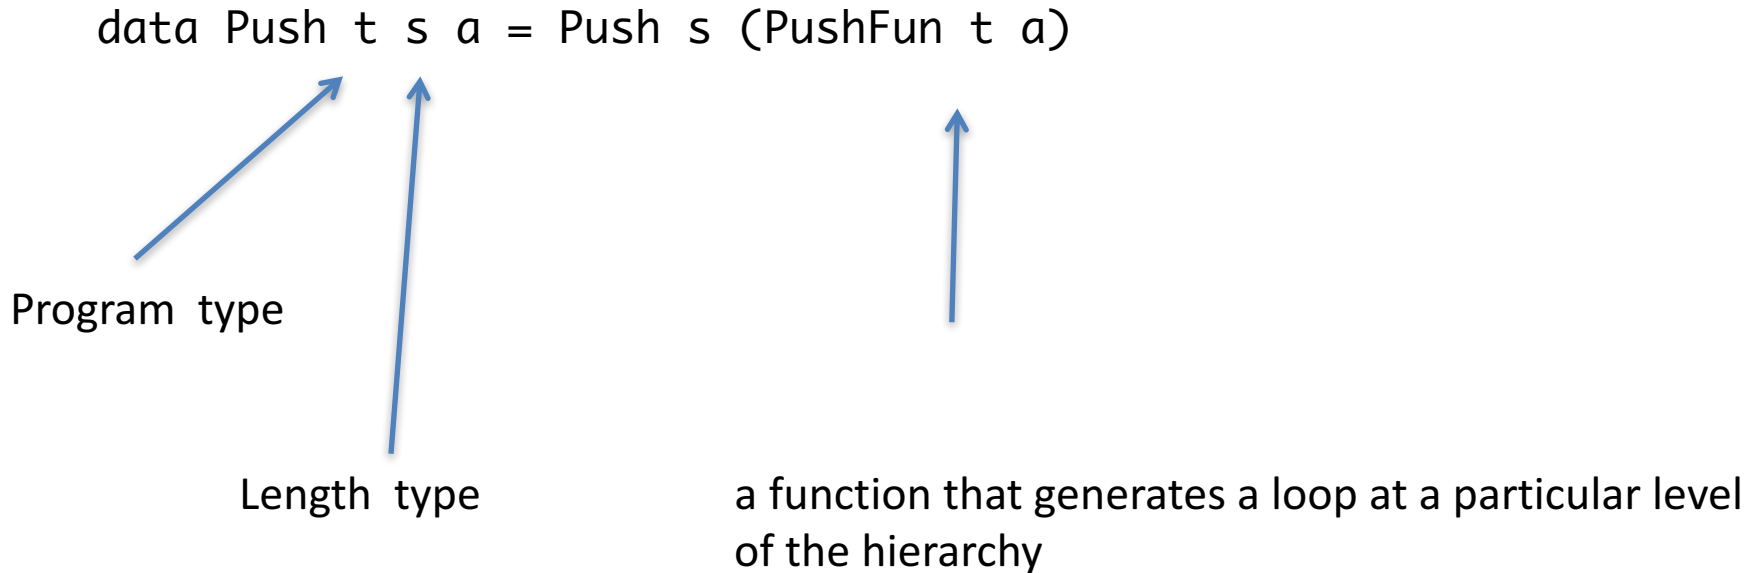 data Push t s a = Push s (PushFun t a)
Program type
Length type
a function that generates a loop at a particular level
of the hierarchy